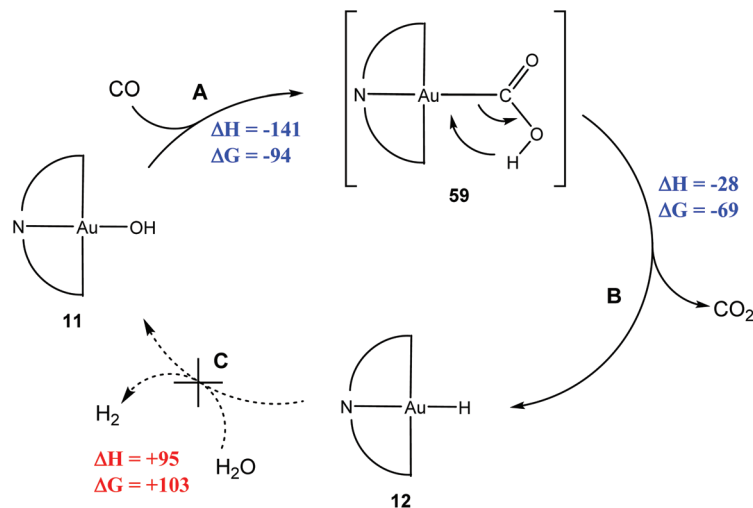 CO
A
ΔH = -141
ΔG = -94
N
Au
C
O
O
H
59
ΔH = -28
ΔG = -69
B
CO2
N
Au
OH
11
C
H2
H2O
ΔH = +95
ΔG = +103
N
Au
H
12